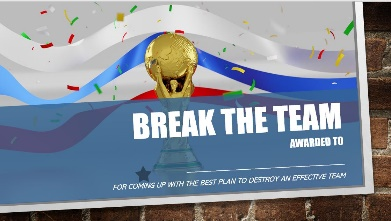 BREAK THE TEAM
AWARDED TO
FOR COMING UP WITH THE BEST PLAN TO DESTROY AN EFFECTIVE TEAM